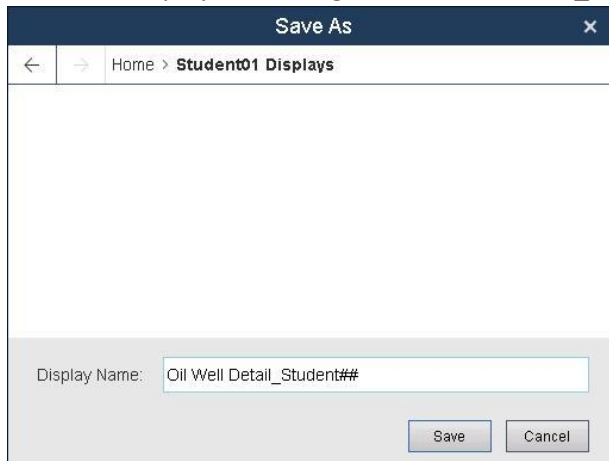 Save As ×
← → Home > Student01 Displays
Display Name: Oil Well Detail_Student##
Save Cancel